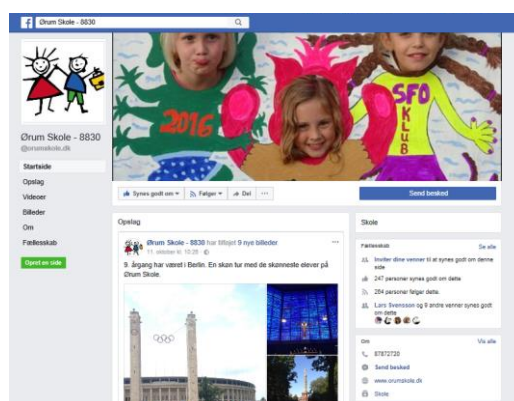 Ørum Skole - 8830
2016
SFO
KLUB
Ørum Skole - 8830
@orumskole.dk
Startside
Opslag
Videoer
Billeder
Om
Fællesskab
Opret en side
Synes godt om
Følger
Del
Send besked
Opslag
Ørum Skole - 8830 har tilføjet 9 nye billeder
11. oktober kl. 10:28
9. årgang har været i Berlin. En skøn tur med de skønneste elever på
Ørum Skole.
Skole
Fællesskab
Se alle
Inviter dine venner til at synes godt om denne
side
247 personer synes godt om dette
264 personer følger dette.
Lars Svensson og 9 andre venner synes godt
om dette
Om
Vis alle
87872720
Send besked
www.orumskole.dk
Skole